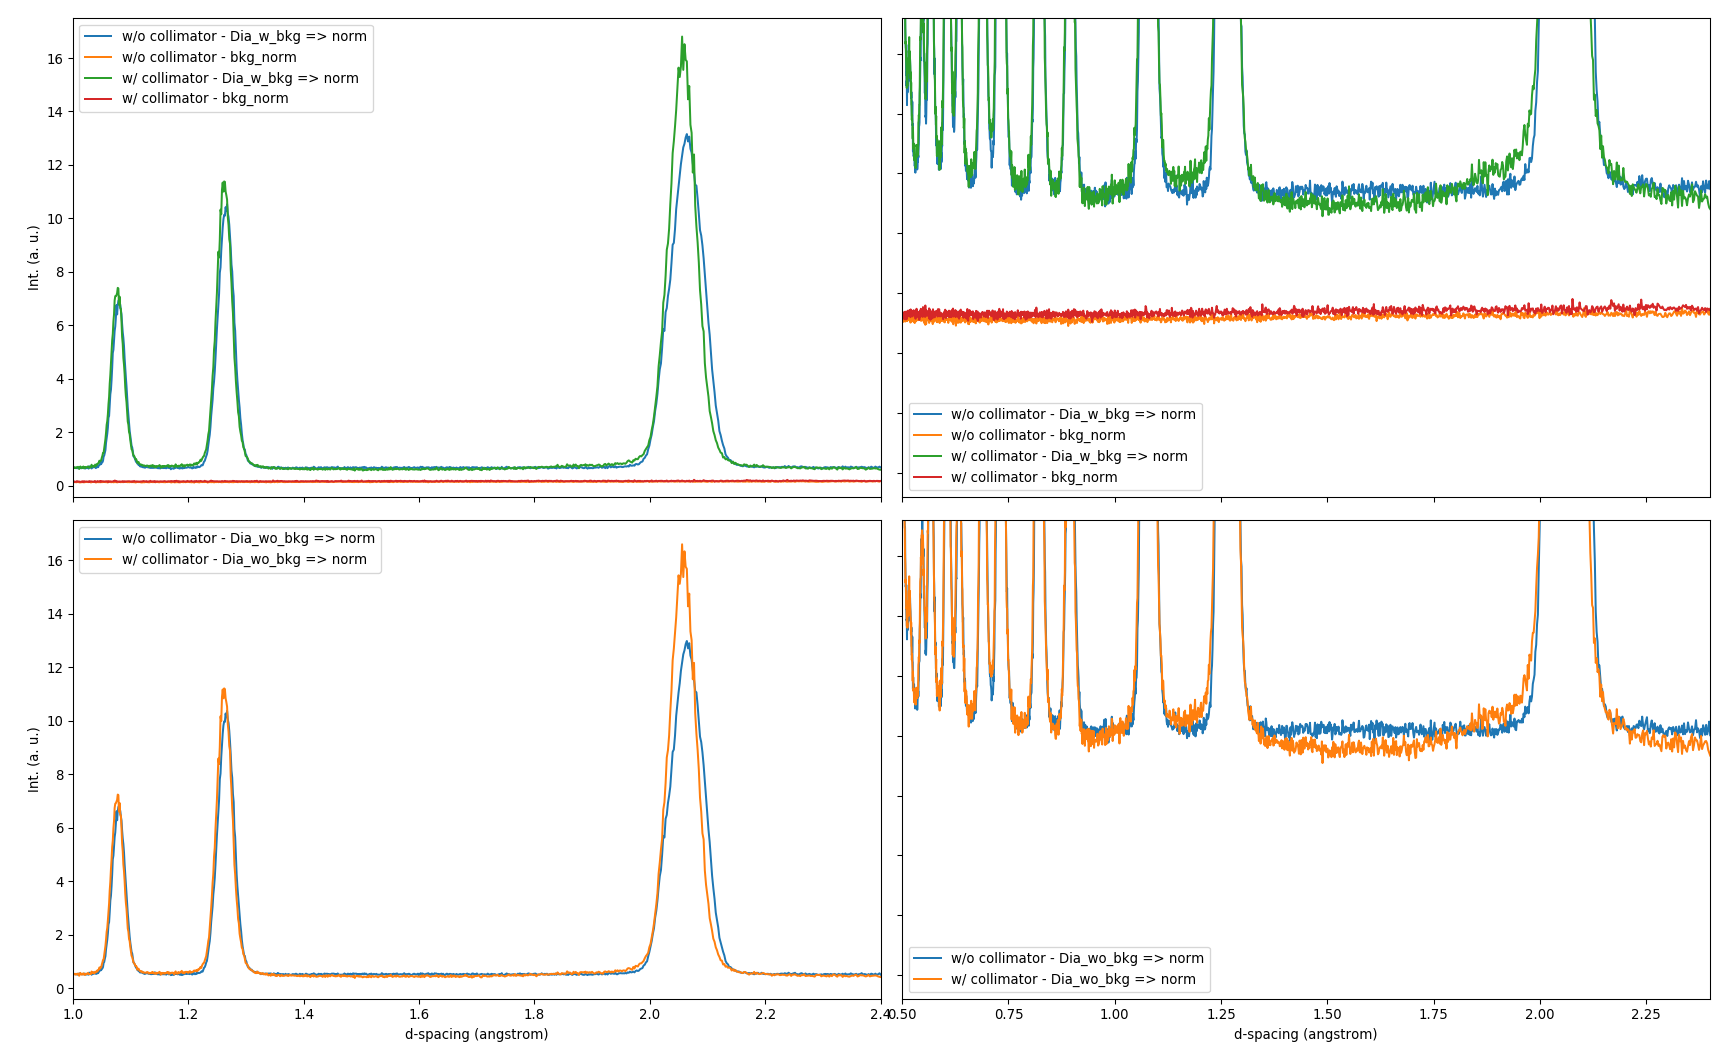 w/o collimator - Dia_w_bkg => norm
w/o collimator - bkg_norm
w/ collimator - Dia_w_bkg => norm
w/ collimator - bkg_norm
16
14
12
10
8
6
4
2
0
Int. (a. u.)
w/o collimator - Dia_w_bkg => norm
w/o collimator - bkg_norm
w/ collimator - Dia_w_bkg => norm
w/ collimator - bkg_norm
w/o collimator - Dia_wo_bkg => norm
w/ collimator - Dia_wo_bkg => norm
16
14
12
10
8
6
4
2
0
Int. (a. u.)
1.0 1.2 1.4 1.6 1.8 2.0 2.2 2.4
d-spacing (angstrom)
w/o collimator - Dia_wo_bkg => norm
w/ collimator - Dia_wo_bkg => norm
0.50 0.75 1.00 1.25 1.50 1.75 2.00 2.25
d-spacing (angstrom)